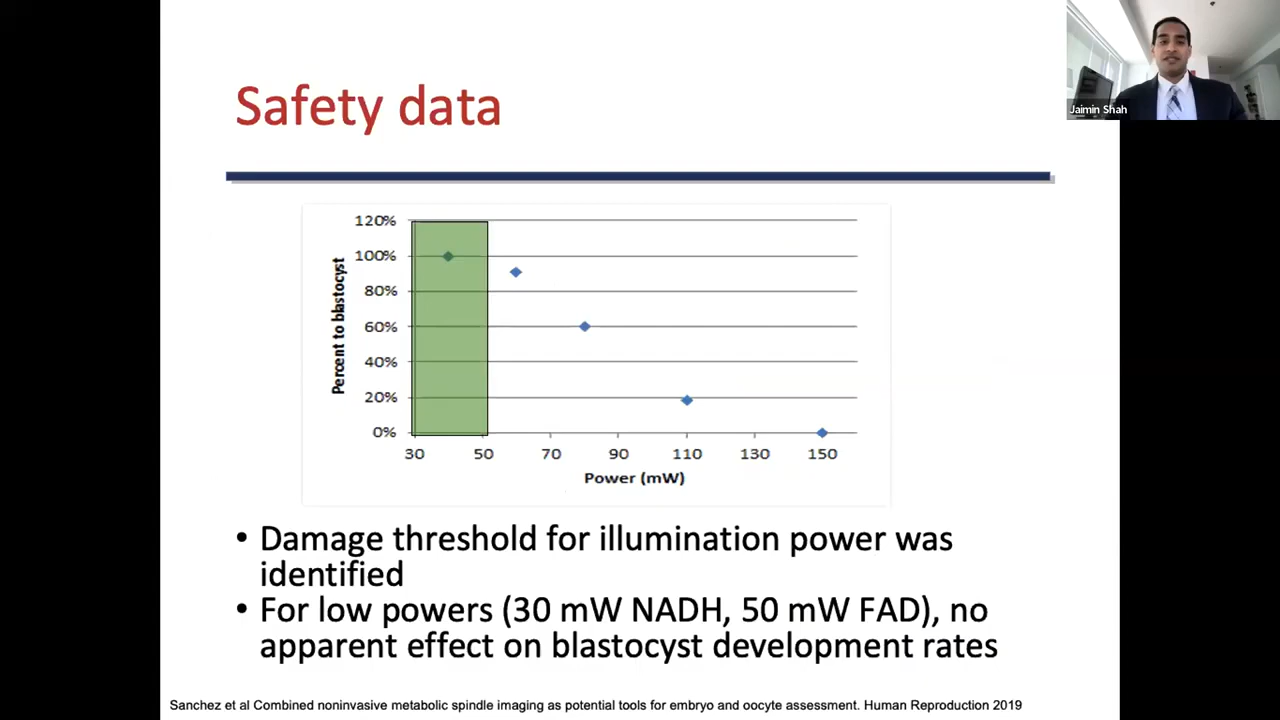 Safety data
Jaimin Shah
120%
100%
80%
60%
40%
20%
0%
Percent to blastocyst
30 50 70 90 110 130 150
Power (mW)
• Damage threshold for illumination power was
identified
• For low powers (30 mW NADH, 50 mW FAD), no
apparent effect on blastocyst development rates
Sanchez et al Combined noninvasive metabolic spindle imaging as potential tools for embryo and oocyte assessment. Human Reproduction 2019